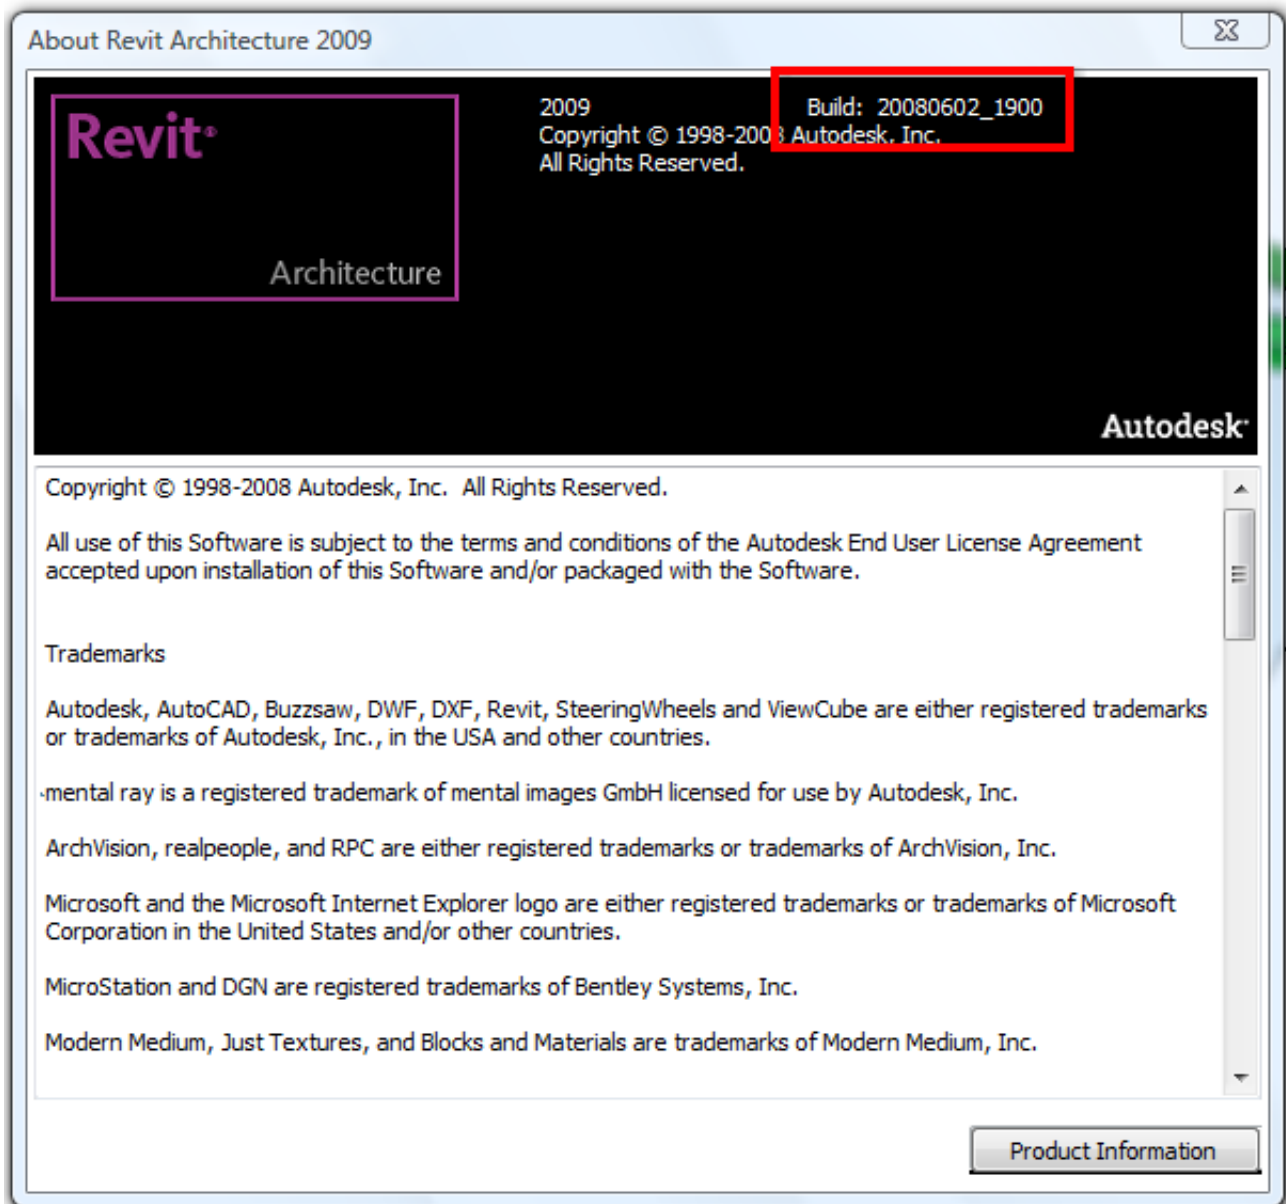 About Revit Architecture 2009
Revit®
Architecture
2009 Build: 20080602_1900
Copyright © 1998-2008 Autodesk, Inc.
All Rights Reserved.
Autodesk
Copyright © 1998-2008 Autodesk, Inc. All Rights Reserved.
All use of this Software is subject to the terms and conditions of the Autodesk End User License Agreement
accepted upon installation of this Software and/or packaged with the Software.
Trademarks
Autodesk, AutoCAD, Buzzsaw, DWF, DXF, Revit, SteeringWheels and ViewCube are either registered trademarks
or trademarks of Autodesk, Inc., in the USA and other countries.
mental ray is a registered trademark of mental images GmbH licensed for use by Autodesk, Inc.
ArchVision, realpeople, and RPC are either registered trademarks or trademarks of ArchVision, Inc.
Microsoft and the Microsoft Internet Explorer logo are either registered trademarks or trademarks of Microsoft
Corporation in the United States and/or other countries.
MicroStation and DGN are registered trademarks of Bentley Systems, Inc.
Modern Medium, Just Textures, and Blocks and Materials are trademarks of Modern Medium, Inc.
Product Information